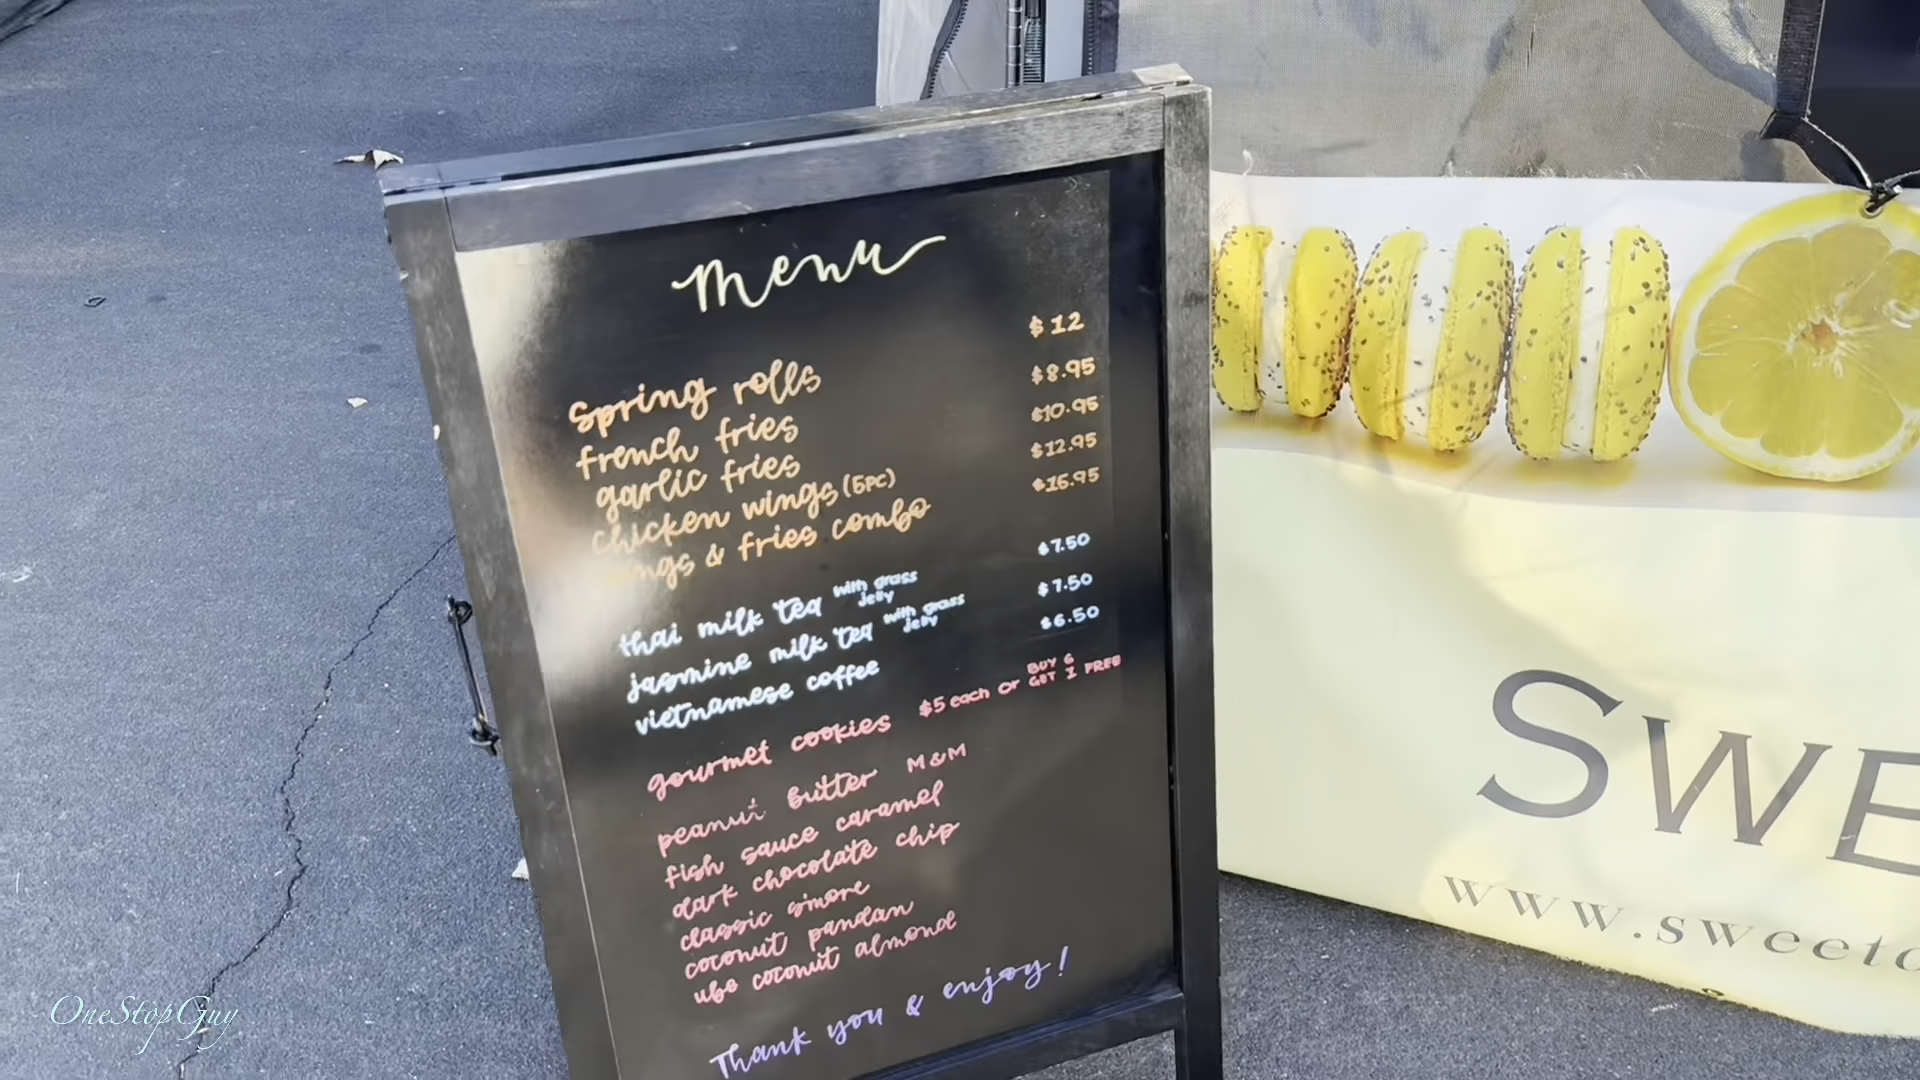 menu
spring rolls $12
french fries $8.95
garlic fries $10.95
chicken wings (5pc) $12.95
wings & fries combo $15.95
thai milk tea with grass jelly $7.50
jasmine milk tea with grass jelly $7.50
vietnamese coffee $6.50
gourmet cookies $5 each or BUY 6 GET 1 FREE
peanut butter M&M
fish sauce caramel
dark chocolate chip
classic s'more
coconut pandan
ube coconut almond
Thank you & enjoy!
SWE
www.sweet
OneStopGuy